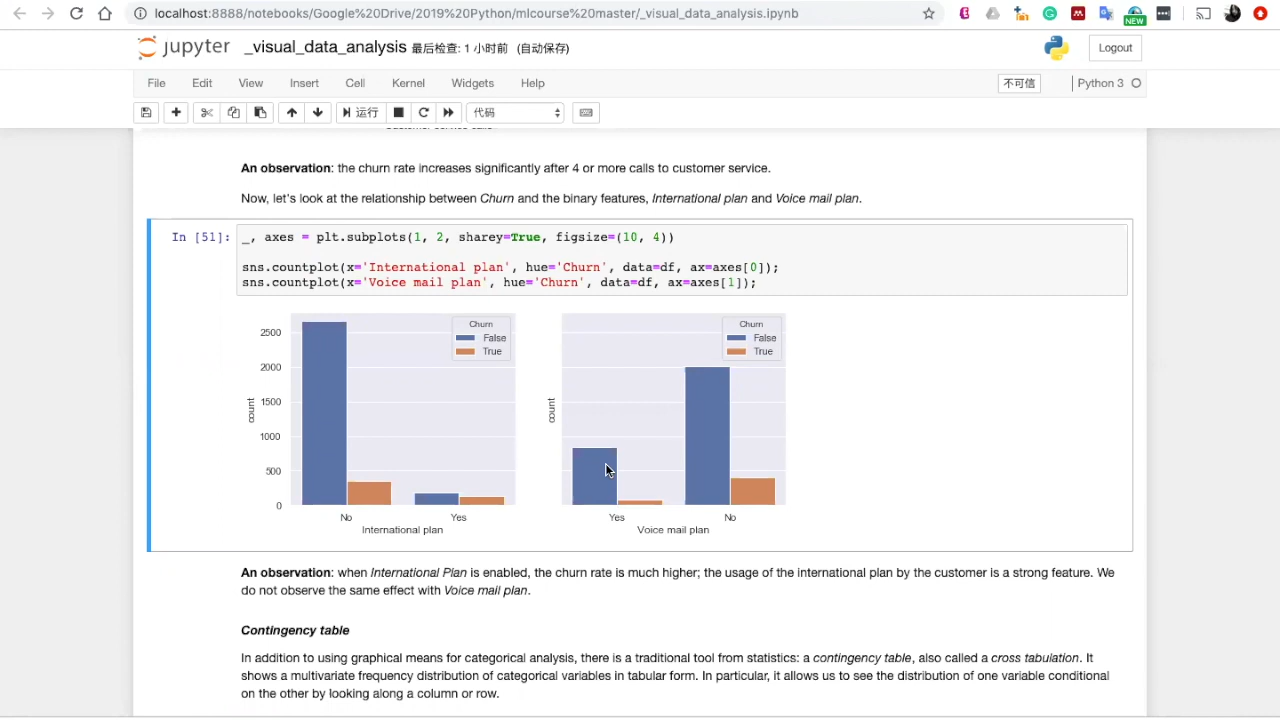 localhost:8888/notebooks/Google%20Drive/20%20Python/mlcourse%20master/_visual_data_analysis.ipynb
NEW
jupyter _visual_data_analysis 最后检查: 1 小时前 (自动保存)
Logout
File Edit View Insert Cell Kernel Widgets Help 不可信 Python 3
运行 代码
Customer service calls
An observation: the churn rate increases significantly after 4 or more calls to customer service.
Now, let's look at the relationship between Churn and the binary features, International plan and Voice mail plan.
In [51]: _, axes = plt.subplots(1, 2, sharey=True, figsize=(10, 4))
sns.countplot(x='International plan', hue='Churn', data=df, ax=axes[0]);
sns.countplot(x='Voice mail plan', hue='Churn', data=df, ax=axes[1]);
Churn
False
True
2500
2000
1500
1000
500
0
count
No Yes
International plan
Churn
False
True
count
Yes No
Voice mail plan
An observation: when International Plan is enabled, the churn rate is much higher; the usage of the international plan by the customer is a strong feature. We
do not observe the same effect with Voice mail plan.
Contingency table
In addition to using graphical means for categorical analysis, there is a traditional tool from statistics: a contingency table, also called a cross tabulation. It
shows a multivariate frequency distribution of categorical variables in tabular form. In particular, it allows us to see the distribution of one variable conditional
on the other by looking along a column or row.